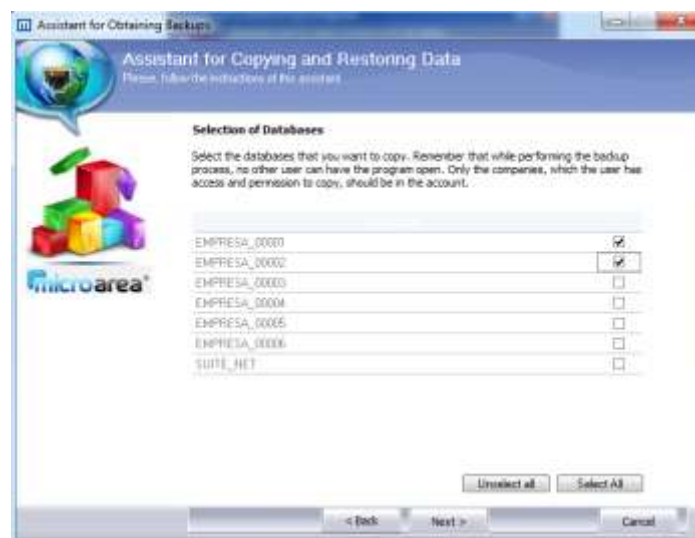 Assistant for Obtaining Backups
Assistant for Copying and Restoring Data
Please, follow the instructions of the assistant
Selection of Databases
Select the databases that you want to copy. Remember that while performing the backup
process, no other user can have the program open. Only the companies, which the user has
access and permission to copy, should be in the account.
EMPRESA_00001
EMPRESA_00002
EMPRESA_00003
EMPRESA_00004
EMPRESA_00005
EMPRESA_00006
SUITE_NET
microarea
Unselect all Select All
< Back Next > Cancel